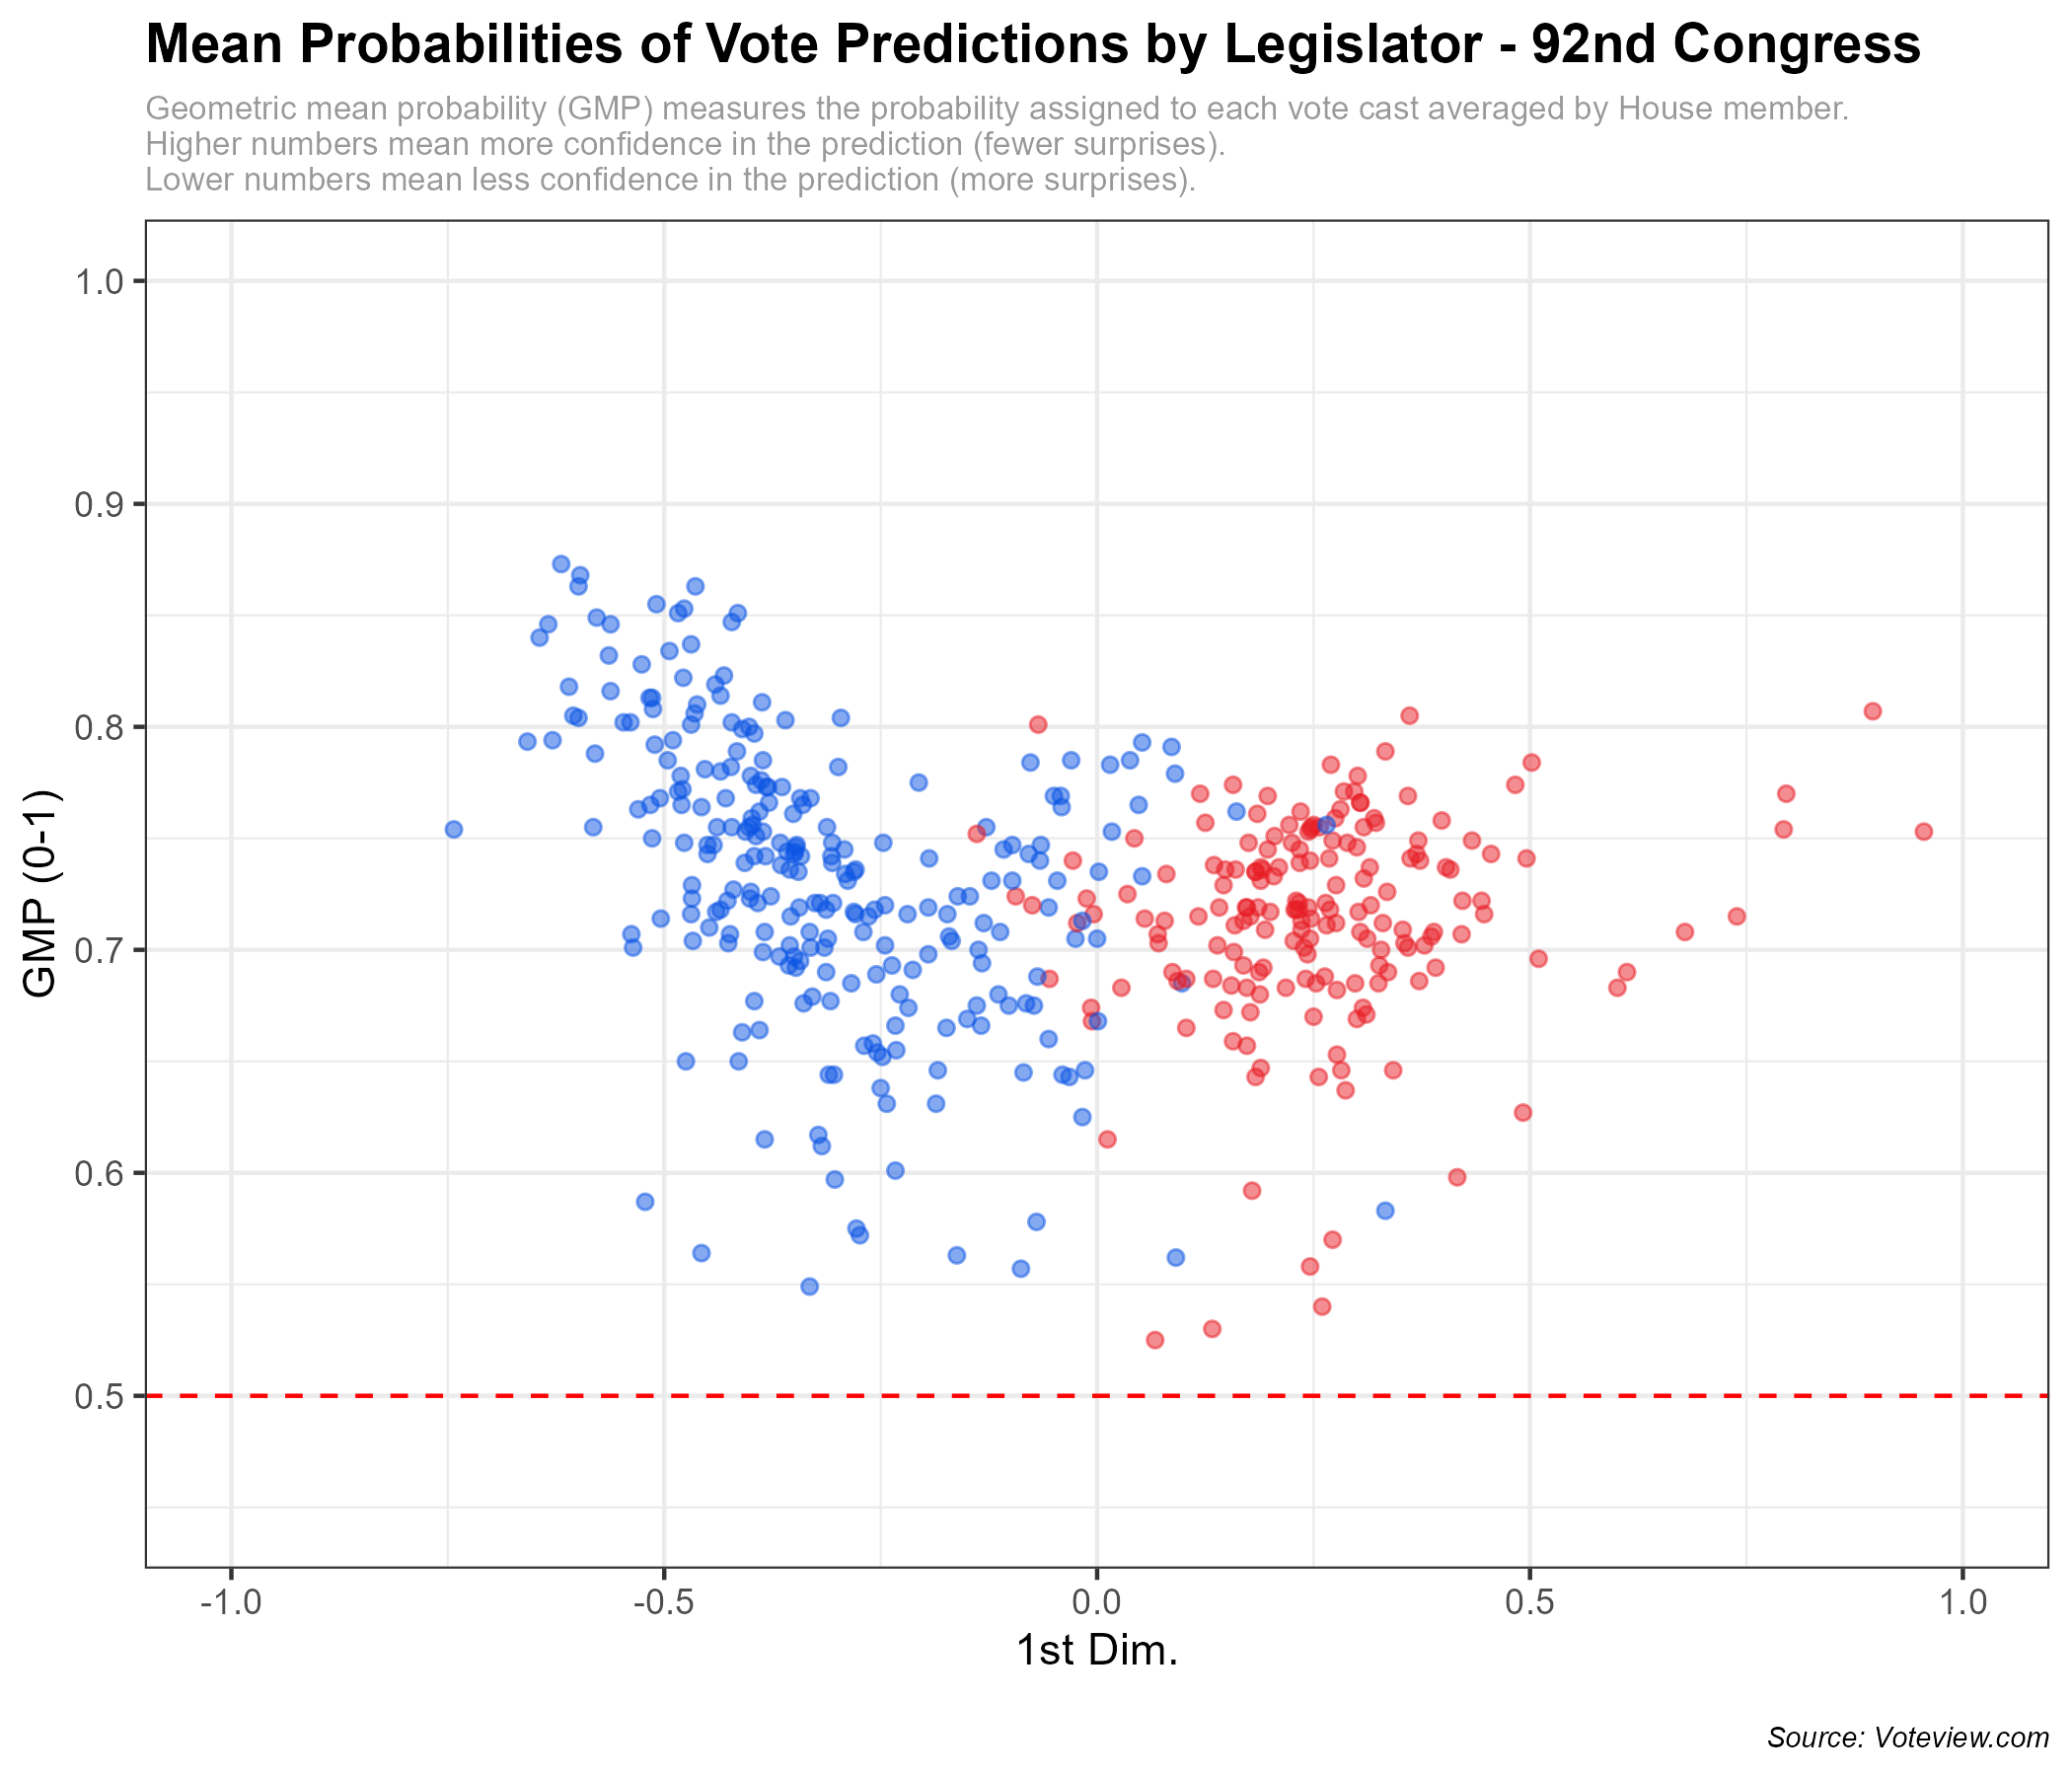 Mean Probabilities of Vote Predictions by Legislator - 92nd Congress
Geometric mean probability (GMP) measures the probability assigned to each vote cast averaged by House member.
Higher numbers mean more confidence in the prediction (fewer surprises).
Lower numbers mean less confidence in the prediction (more surprises).
GMP (0-1)
1.0
0.9
0.8
0.7
0.6
0.5
-1.0
-0.5
0.0
0.5
1.0
1st Dim.
Source: Voteview.com